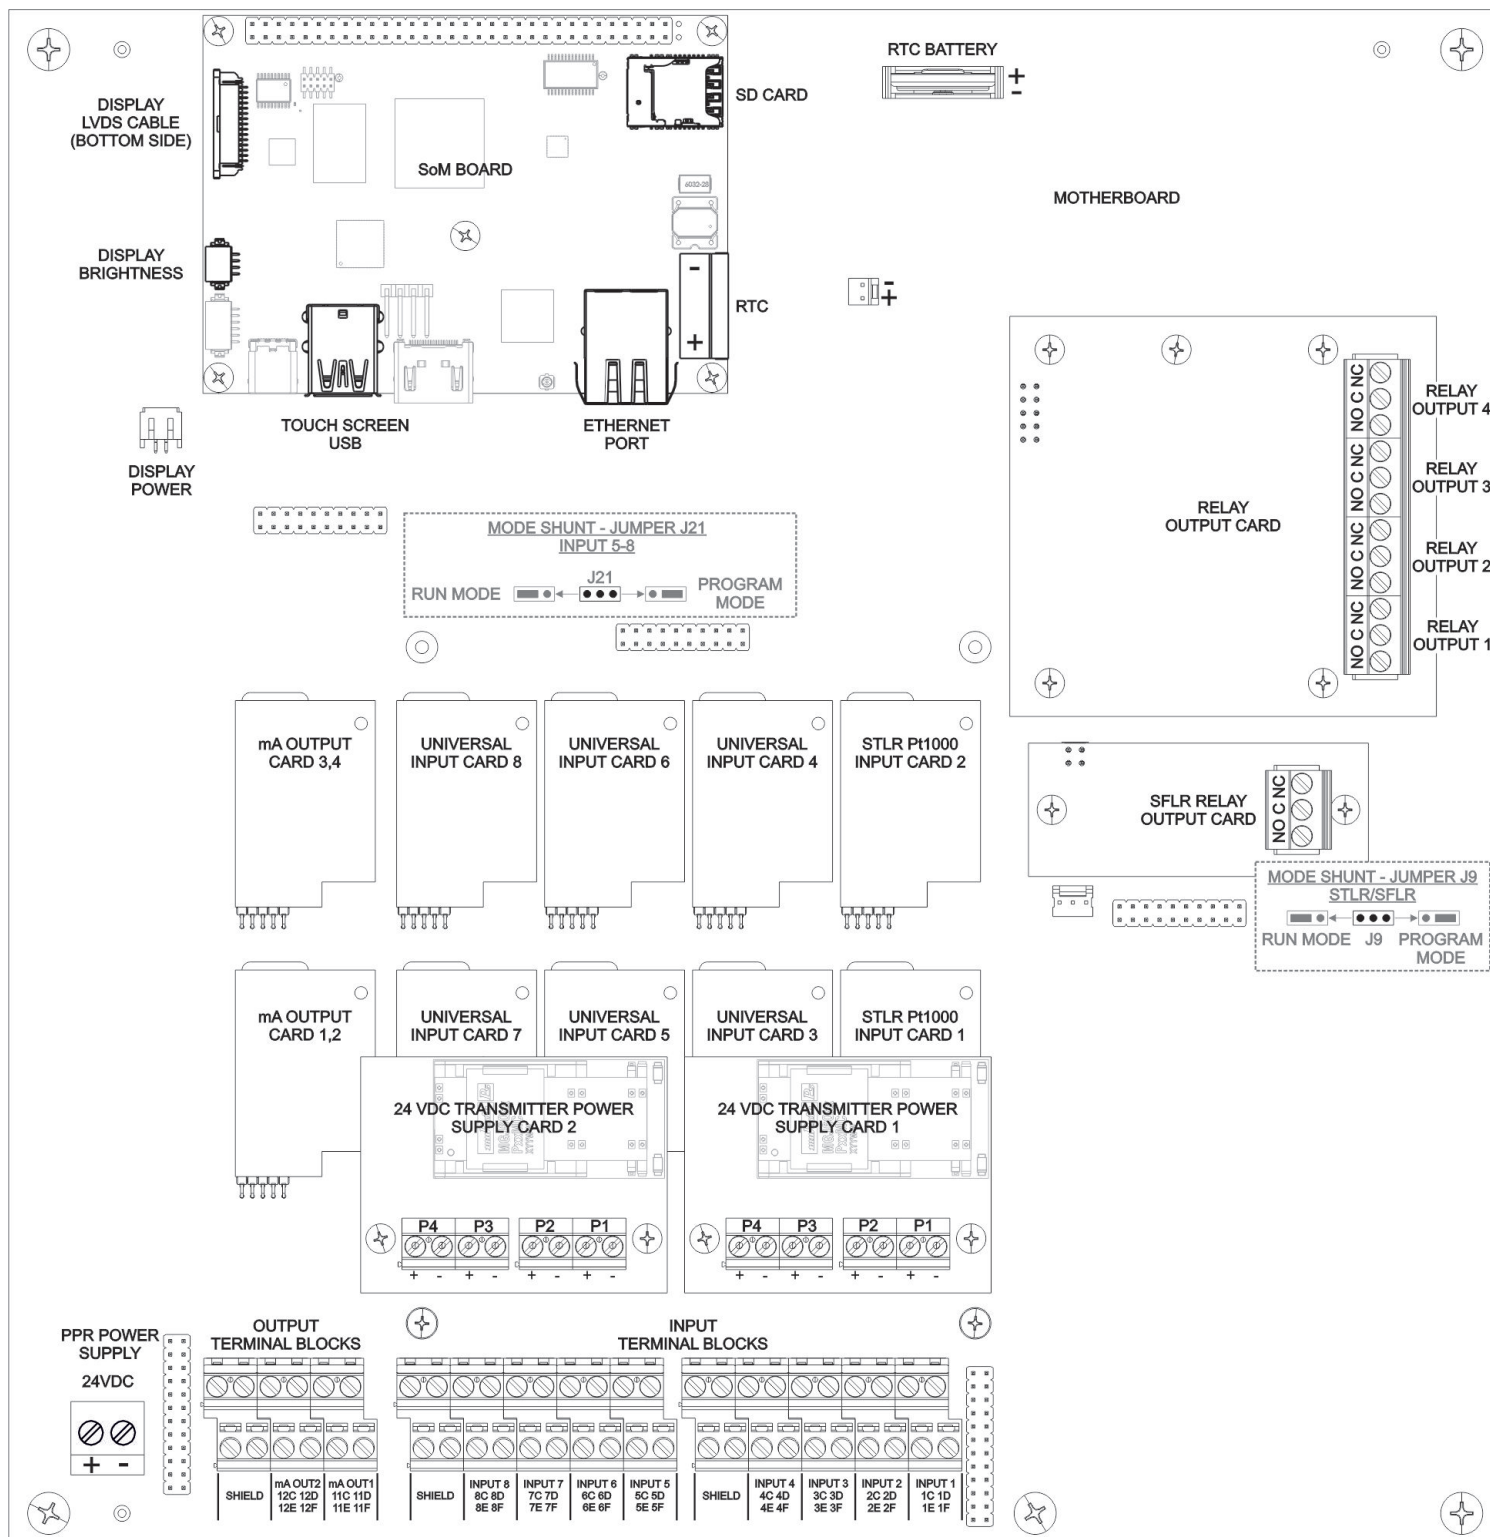 RTC BATTERY
+
-
DISPLAY
LVDS CABLE
(BOTTOM SIDE)
SD CARD
SoM BOARD
6032-28
MOTHERBOARD
DISPLAY
BRIGHTNESS
-
+
RTC
-
+
TOUCH SCREEN
USB
ETHERNET
PORT
DISPLAY
POWER
NO C NC
RELAY
OUTPUT 4
NO C NC
RELAY
OUTPUT 3
RELAY
OUTPUT CARD
NO C NC
RELAY
OUTPUT 2
NO C NC
RELAY
OUTPUT 1
MODE SHUNT - JUMPER J21
INPUT 5-8
J21
RUN MODE
PROGRAM
MODE
mA OUTPUT
CARD 3,4
UNIVERSAL
INPUT CARD 8
UNIVERSAL
INPUT CARD 6
UNIVERSAL
INPUT CARD 4
STLR Pt1000
INPUT CARD 2
SFLR RELAY
OUTPUT CARD
NO C NC
MODE SHUNT - JUMPER J9
STLR/SFLR
RUN MODE
J9
PROGRAM
MODE
mA OUTPUT
CARD 1,2
UNIVERSAL
INPUT CARD 7
UNIVERSAL
INPUT CARD 5
UNIVERSAL
INPUT CARD 3
STLR Pt1000
INPUT CARD 1
24 VDC TRANSMITTER POWER
SUPPLY CARD 2
24 VDC TRANSMITTER POWER
SUPPLY CARD 1
P4 P3 P2 P1
+ - + - + - + -
P4 P3 P2 P1
+ - + - + - + -
PPR POWER
SUPPLY
24VDC
+ -
OUTPUT
TERMINAL BLOCKS
INPUT
TERMINAL BLOCKS
SHIELD
mA OUT2
12C 12D
12E 12F
mA OUT1
11C 11D
11E 11F
SHIELD
INPUT 8
8C 8D
8E 8F
INPUT 7
7C 7D
7E 7F
INPUT 6
6C 6D
6E 6F
INPUT 5
5C 5D
5E 5F
SHIELD
INPUT 4
4C 4D
4E 4F
INPUT 3
3C 3D
3E 3F
INPUT 2
2C 2D
2E 2F
INPUT 1
1C 1D
1E 1F